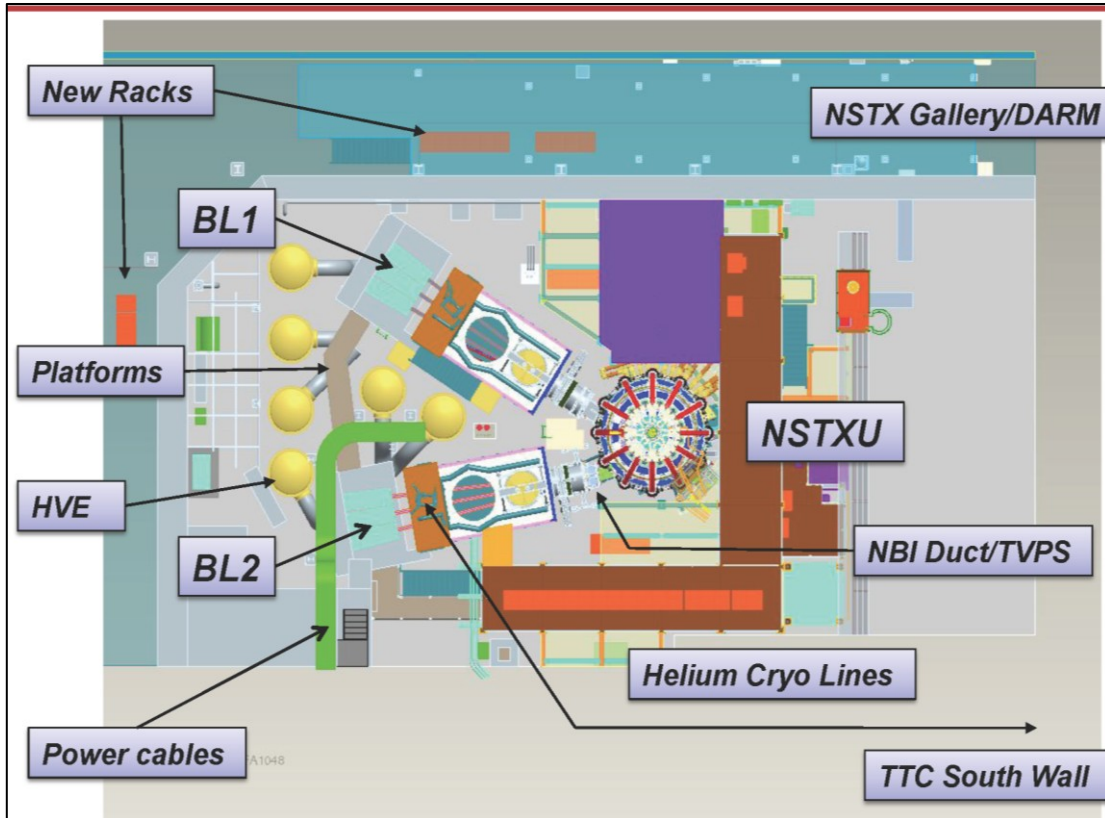 New Racks
NSTX Gallery/DARM
BL1
Platforms
NSTXU
HVE
BL2
NBI Duct/TVPS
Helium Cryo Lines
Power cables
A1048
TTC South Wall